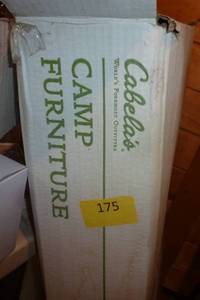 Cabela's
WORLD'S FOREMOST OUTFITTER
CAMP
FURNITURE
175